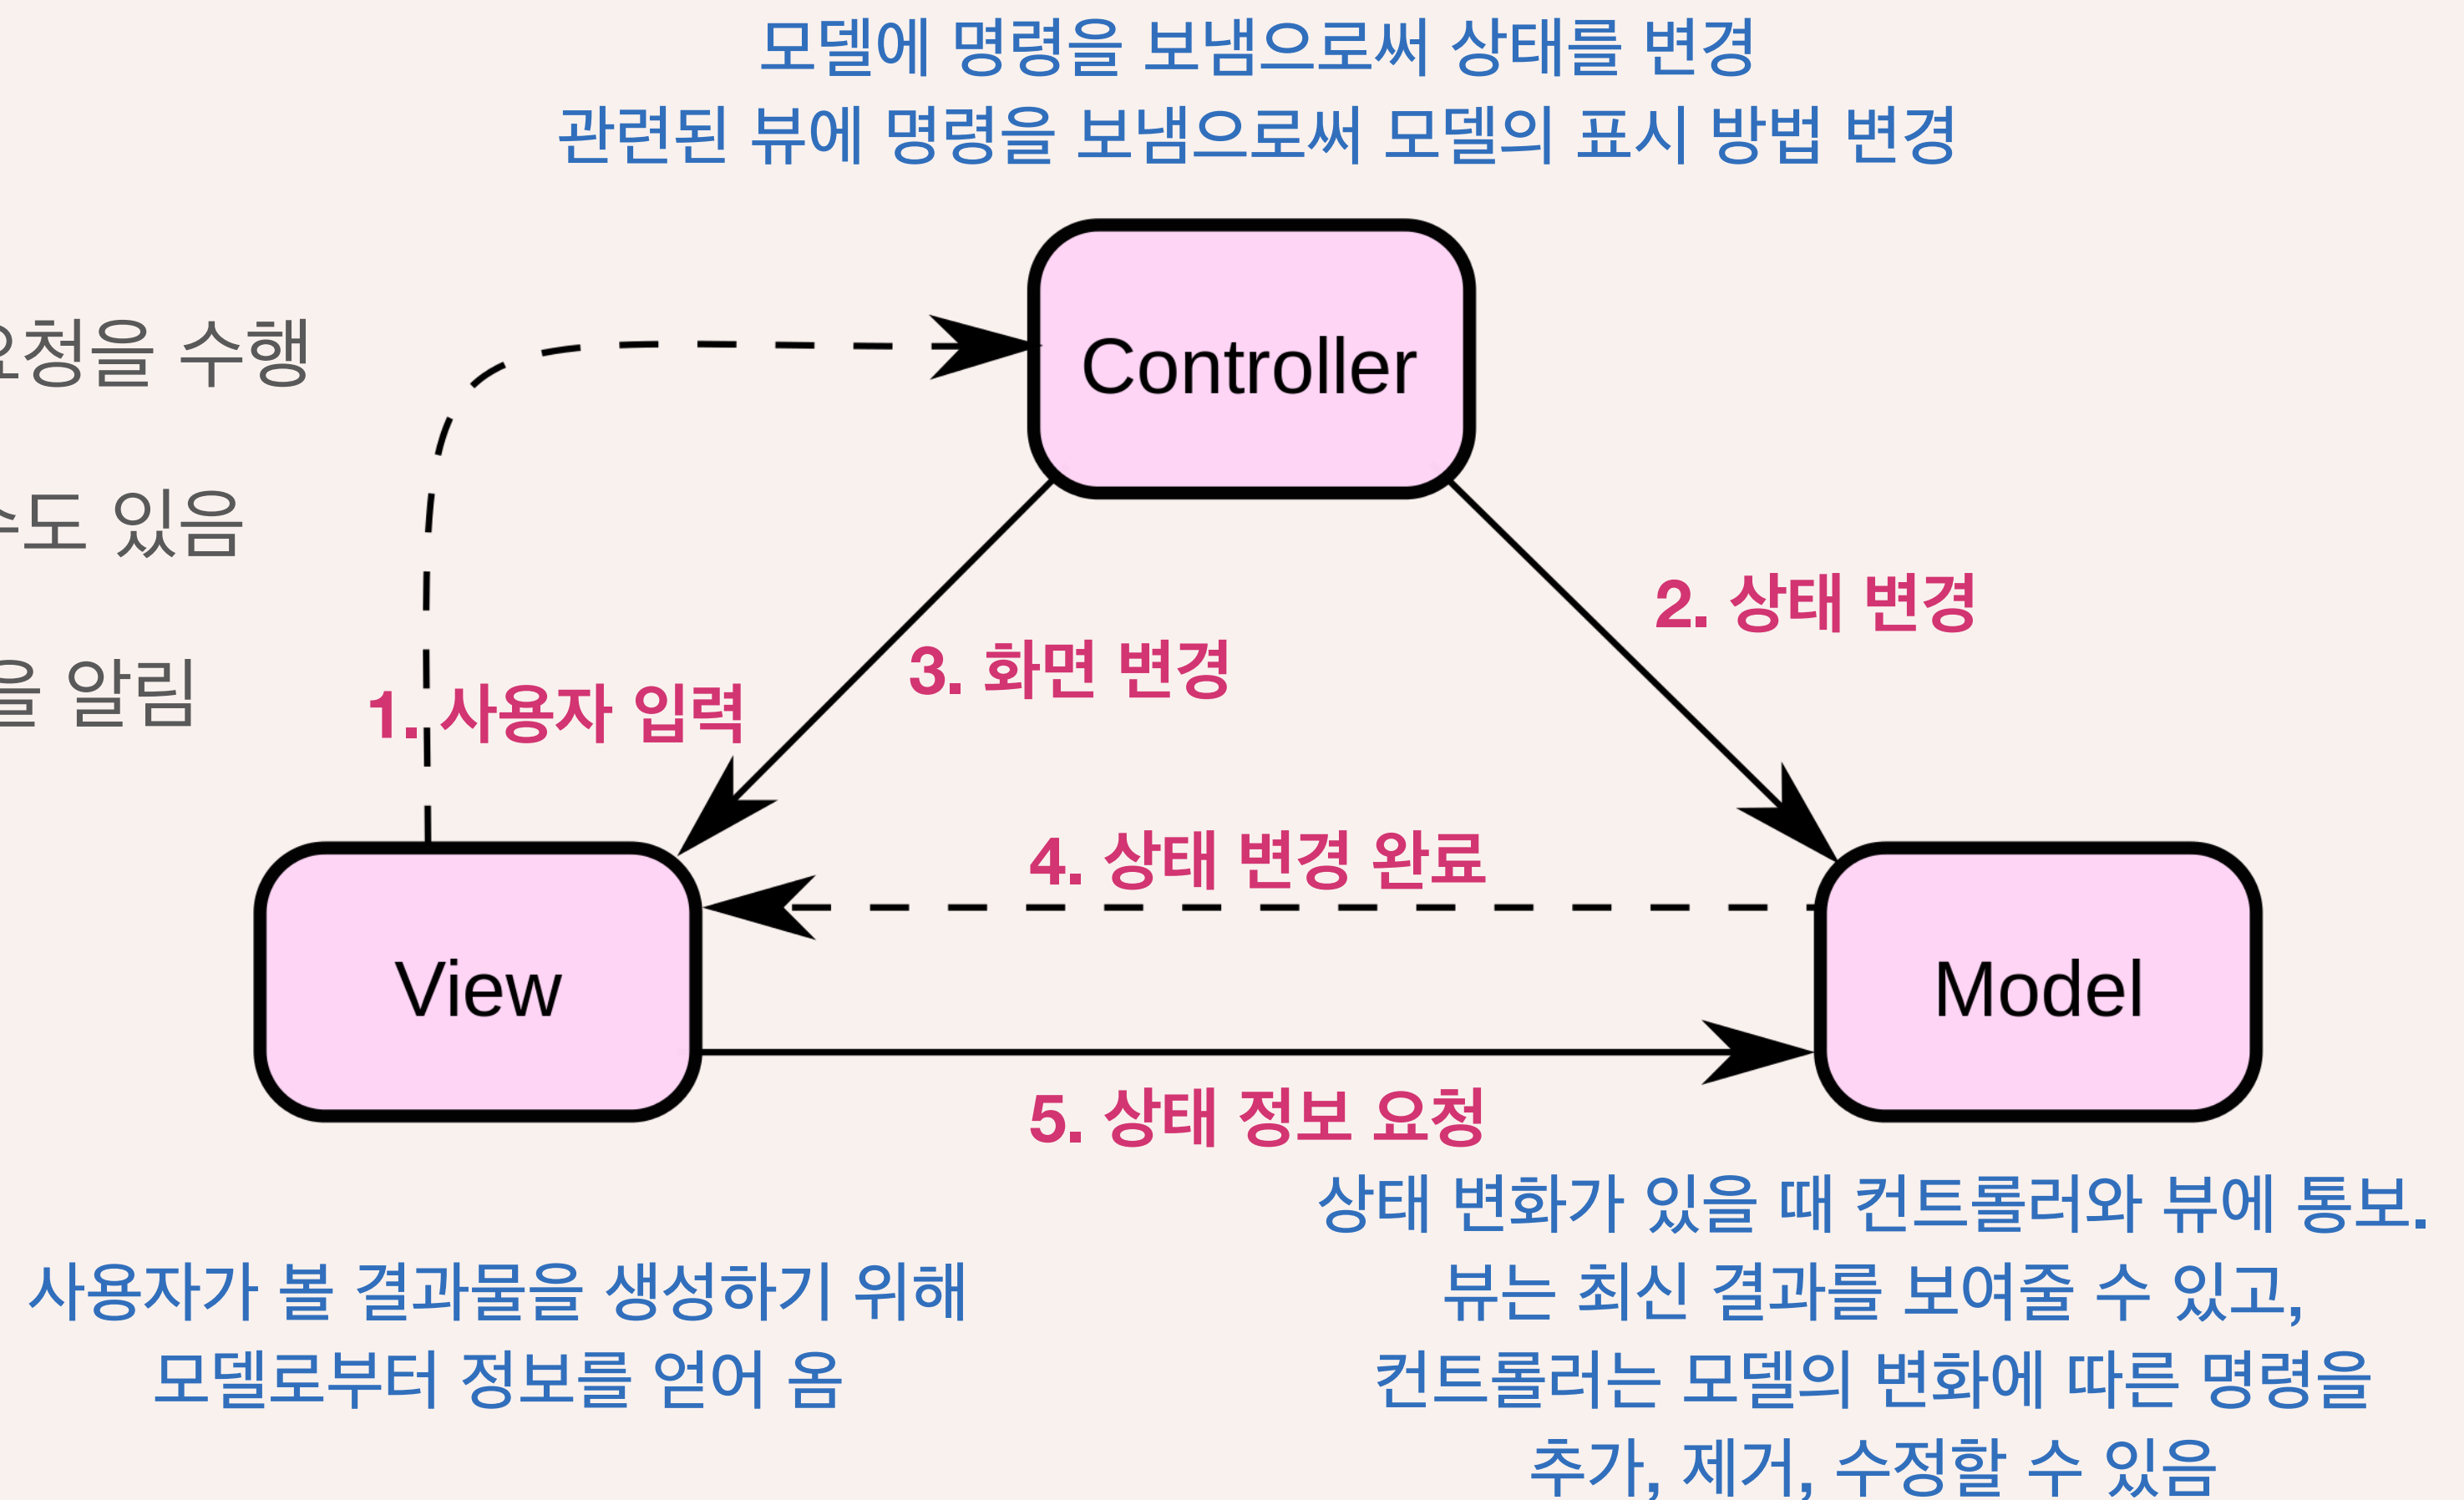 모델에 명령을 보냄으로써 상태를 변경
관련된 뷰에 명령을 보냄으로써 모델의 표시 방법 변경
수행
있음
알림
Controller
2. 상태 변경
3. 화면 변경
1. 사용자 입력
4. 상태 변경 완료
View
Model
5. 상태 정보 요청
사용자가 볼 결과물을 생성하기 위해
모델로부터 정보를 얻어 옴
상태 변화가 있을 때 컨트롤러와 뷰에 통보.
뷰는 최신 결과를 보여줄 수 있고,
컨트롤러는 모델의 변화에 따른 명령을
추가, 제거, 수정할 수 있음